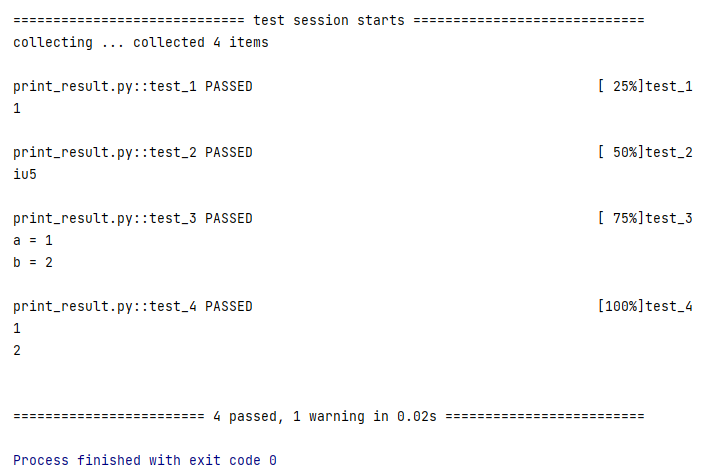 ============================= test session starts =============================
collecting ... collected 4 items
print_result.py::test_1 PASSED [ 25%]test_1
1
print_result.py::test_2 PASSED [ 50%]test_2
iu5
print_result.py::test_3 PASSED [ 75%]test_3
a = 1
b = 2
print_result.py::test_4 PASSED [100%]test_4
1
2
======================== 4 passed, 1 warning in 0.02s =========================
Process finished with exit code 0